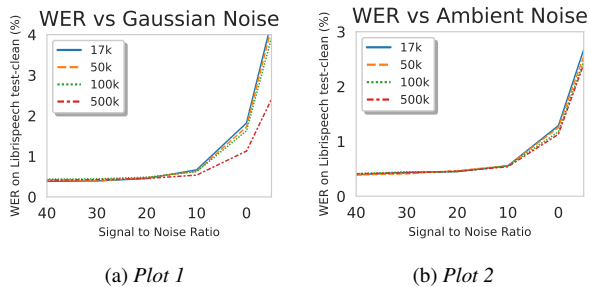 WER vs Gaussian Noise
WER on Librispeech test-clean (%)
4
3
2
1
0
17k
50k
100k
500k
40 30 20 10 0
Signal to Noise Ratio
(a) Plot 1
WER vs Ambient Noise
WER on Librispeech test-clean (%)
3
2
1
0
17k
50k
100k
500k
40 30 20 10 0
Signal to Noise Ratio
(b) Plot 2